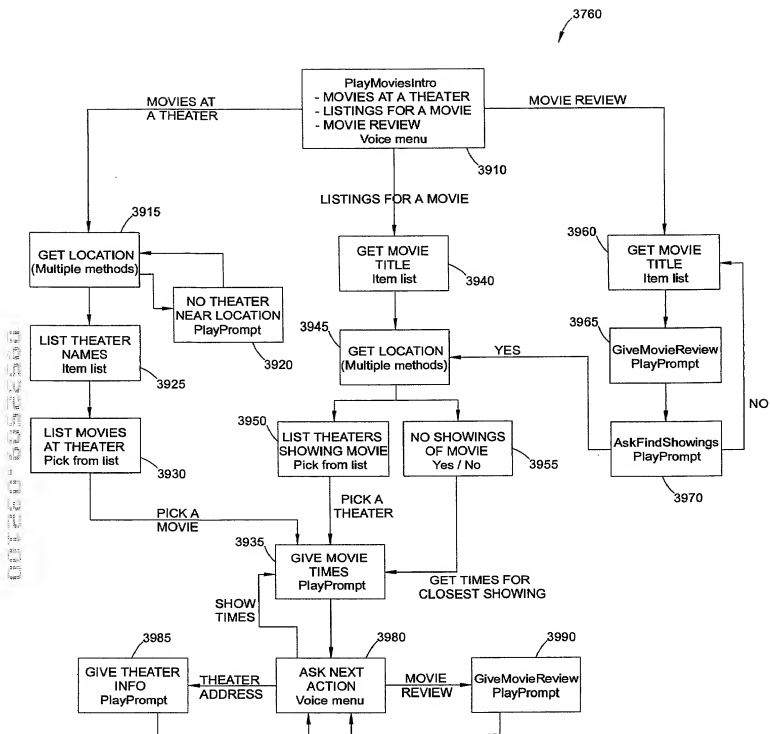 3760
PlayMoviesIntro
- MOVIES AT A THEATER
- LISTINGS FOR A MOVIE
- MOVIE REVIEW
Voice menu
3910
MOVIES AT
A THEATER
MOVIE REVIEW
LISTINGS FOR A MOVIE
3915
GET LOCATION
(Multiple methods)
NO THEATER
NEAR LOCATION
PlayPrompt
3920
LIST THEATER
NAMES
Item list
3925
LIST MOVIES
AT THEATER
Pick from list
3930
GET MOVIE
TITLE
Item list
3940
3945
GET LOCATION
(Multiple methods)
YES
3960
GET MOVIE
TITLE
Item list
3965
GiveMovieReview
PlayPrompt
NO
AskFindShowings
PlayPrompt
3970
3950
LIST THEATERS
SHOWING MOVIE
Pick from list
NO SHOWINGS
OF MOVIE
Yes / No
3955
PICK A
MOVIE
PICK A
THEATER
3935
GIVE MOVIE
TIMES
PlayPrompt
GET TIMES FOR
CLOSEST SHOWING
SHOW
TIMES
3985
GIVE THEATER
INFO
PlayPrompt
THEATER
ADDRESS
3980
ASK NEXT
ACTION
Voice menu
MOVIE
REVIEW
3990
GiveMovieReview
PlayPrompt